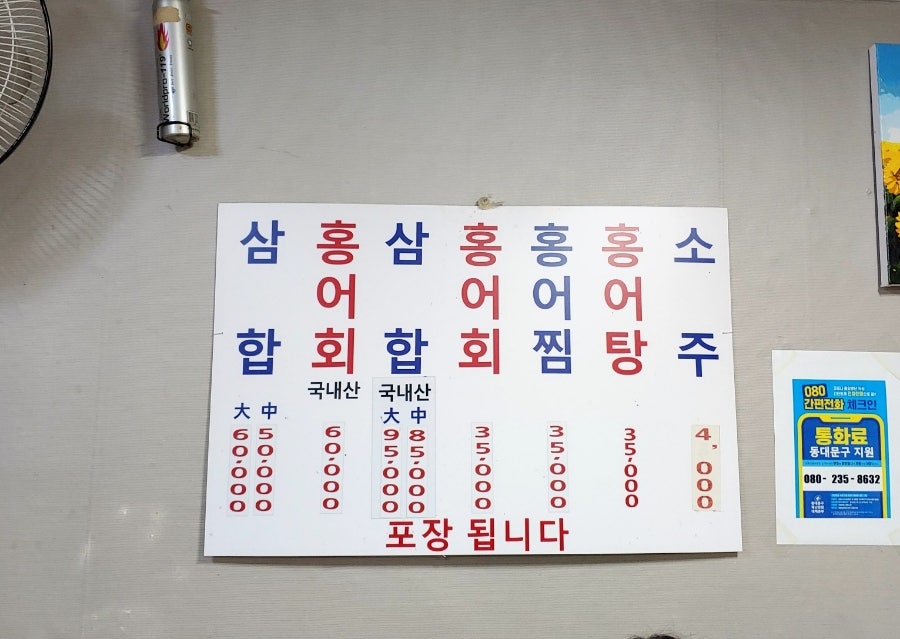 Worldpro-119
삼합
大 中
60,000 50,000
홍어회
국내산
60,000
삼합
국내산
大 中
95,000 85,000
홍어회
35,000
홍어찜
35,000
홍어탕
35,000
소주
4,000
포장 됩니다
080
간편전화 체크인
통화료
동대문구 지원
080- 235- 8632